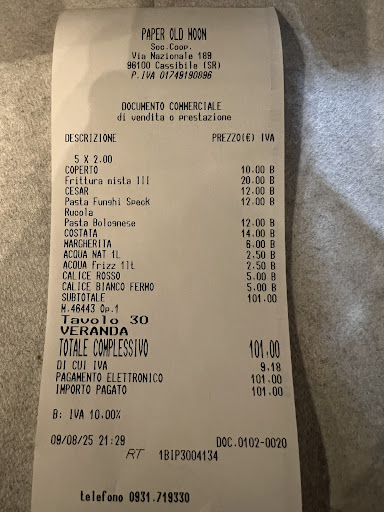 PAPER OLD MOON
Soc.Coop.
Via Nazionale 189
96100 Cassibile (SR)
P.IVA 01749190896
DOCUMENTO COMMERCIALE
di vendita o prestazione
DESCRIZIONE PREZZO(€) IVA
5 X 2.00
COPERTO 10.00 B
Frittura mista III 20.00 B
CESAR 12.00 B
Pasta Funghi Speck 12.00 B
Rucola
Pasta Bolognese 12.00 B
COSTATA 14.00 B
MARGHERITA 6.00 B
ACQUA NAT 1L 2.50 B
ACQUA frizz 1lt 2.50 B
CALICE ROSSO 5.00 B
CALICE BIANCO FERMO 5.00 B
SUBTOTALE 101.00
M.46443 Op.1
Tavolo 30
VERANDA
TOTALE COMPLESSIVO 101.00
DI CUI IVA 9.18
PAGAMENTO ELETTRONICO 101.00
IMPORTO PAGATO 101.00
B: IVA 10.00%
09/08/25 21:29 DOC.0102-0020
RT 1BIP3004134
telefono 0931.719330